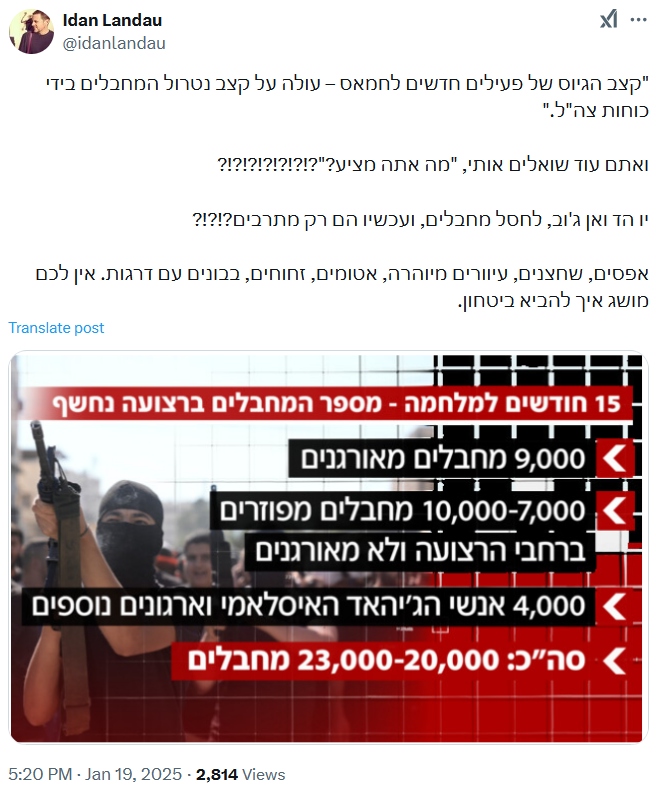 Idan Landau
@idanlandau
"קצב הגיוס של פעילים חדשים לחמאס – עולה על קצב נטרול המחבלים בידי
כוחות צה"ל."
ואתם עוד שואלים אותי, "מה אתה מציע?"?!?!?!?!?!?!?!
יו הד ואן ג'וב, לחסל מחבלים, ועכשיו הם רק מתרבים?!?!?
אפסים, שחצנים, עיוורים מיוהרה, אטומים, זחוחים, בבונים עם דרגות. אין לכם
מושג איך להביא ביטחון.
Translate post
15 חודשים למלחמה - מספר המחבלים ברצועה נחשף
9,000 מחבלים מאורגנים
10,000-7,000 מחבלים מפוזרים
ברחבי הרצועה ולא מאורגנים
4,000 אנשי הג'יהאד האיסלאמי וארגונים נוספים
סה"כ: 23,000-20,000 מחבלים
5:20 PM · Jan 19, 2025 · 2,814 Views